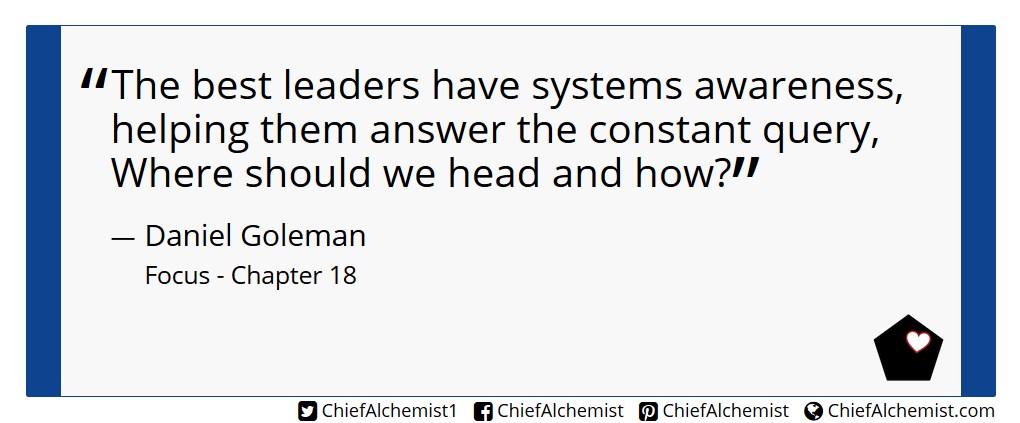 “The best leaders have systems awareness,
helping them answer the constant query,
Where should we head and how?”
— Daniel Goleman
Focus - Chapter 18
ChiefAlchemist1 ChiefAlchemist ChiefAlchemist ChiefAlchemist.com